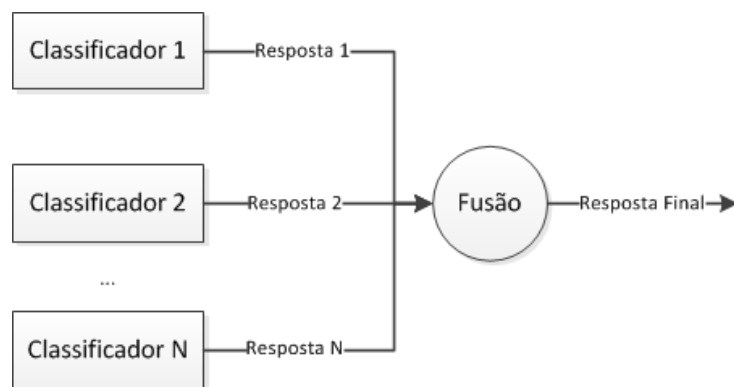 Classificador 1
Resposta 1
Classificador 2
Resposta 2
Fusão
Resposta Final
...
Classificador N
Resposta N